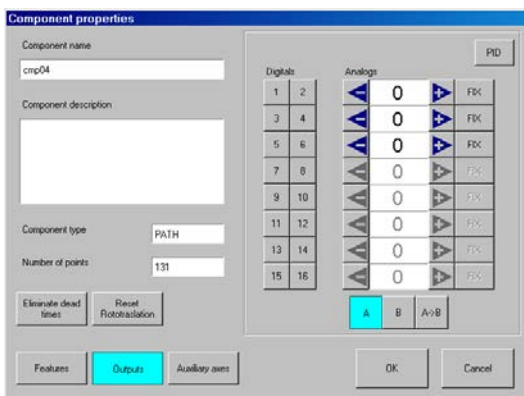 Component properties
Component name
cmp04
Component description
Component type
PATH
Number of points
131
Eliminate dead
times
Reset
Rototraslation
Features
Outputs
Auxiliary axes
PID
Digitals
Analogs
1 2 0 FIX
3 4 0 FIX
5 6 0 FIX
7 8 0 FIX
9 10 0 FIX
11 12 0 FIX
13 14 0 FIX
15 16 0 FIX
A B A->B
OK
Cancel